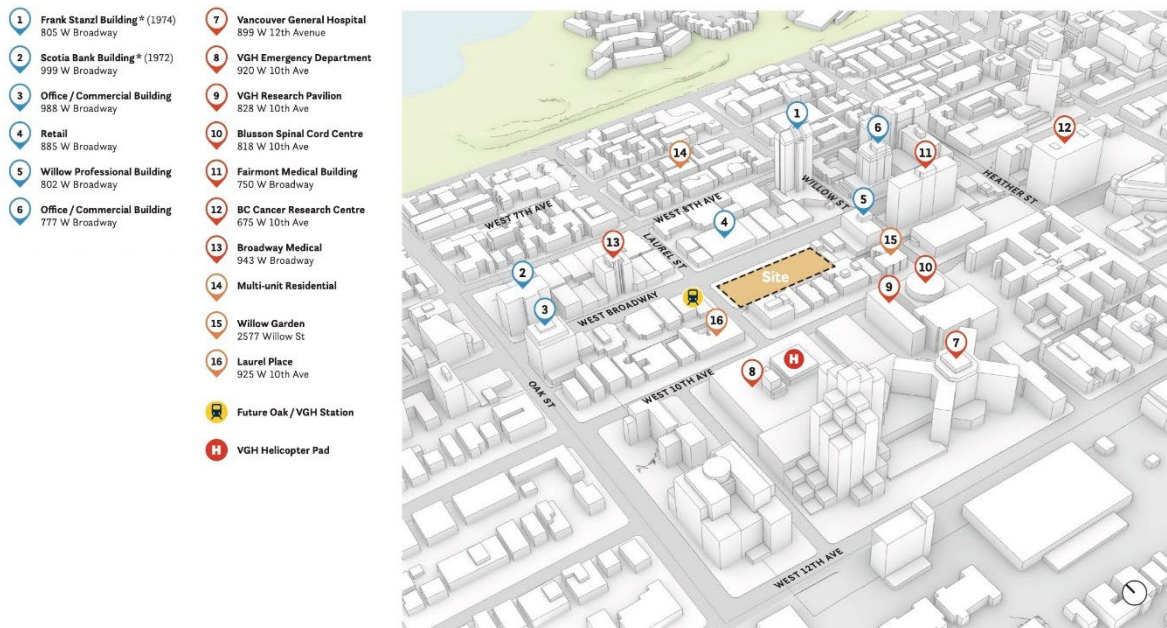 1 Frank Stanzl Building* (1974)
805 W Broadway
2 Scotia Bank Building* (1972)
999 W Broadway
3 Office / Commercial Building
988 W Broadway
4 Retail
885 W Broadway
5 Willow Professional Building
802 W Broadway
6 Office / Commercial Building
777 W Broadway
7 Vancouver General Hospital
899 W 12th Avenue
8 VGH Emergency Department
920 W 10th Ave
9 VGH Research Pavilion
828 W 10th Ave
10 Blusson Spinal Cord Centre
818 W 10th Ave
11 Fairmont Medical Building
750 W Broadway
12 BC Cancer Research Centre
675 W 10th Ave
13 Broadway Medical
943 W Broadway
14 Multi-unit Residential
15 Willow Garden
2577 Willow St
16 Laurel Place
925 W 10th Ave
Future Oak / VGH Station
H VGH Helicopter Pad
1
6
12
14
11
WILLOW ST
HEATHER ST
WEST 7TH AVE
WEST 8TH AVE
5
4
LAUREL ST
15
13
2
Site
10
9
WEST BROADWAY
3
16
7
H
8
WEST 10TH AVE
OAK ST
WEST 12TH AVE